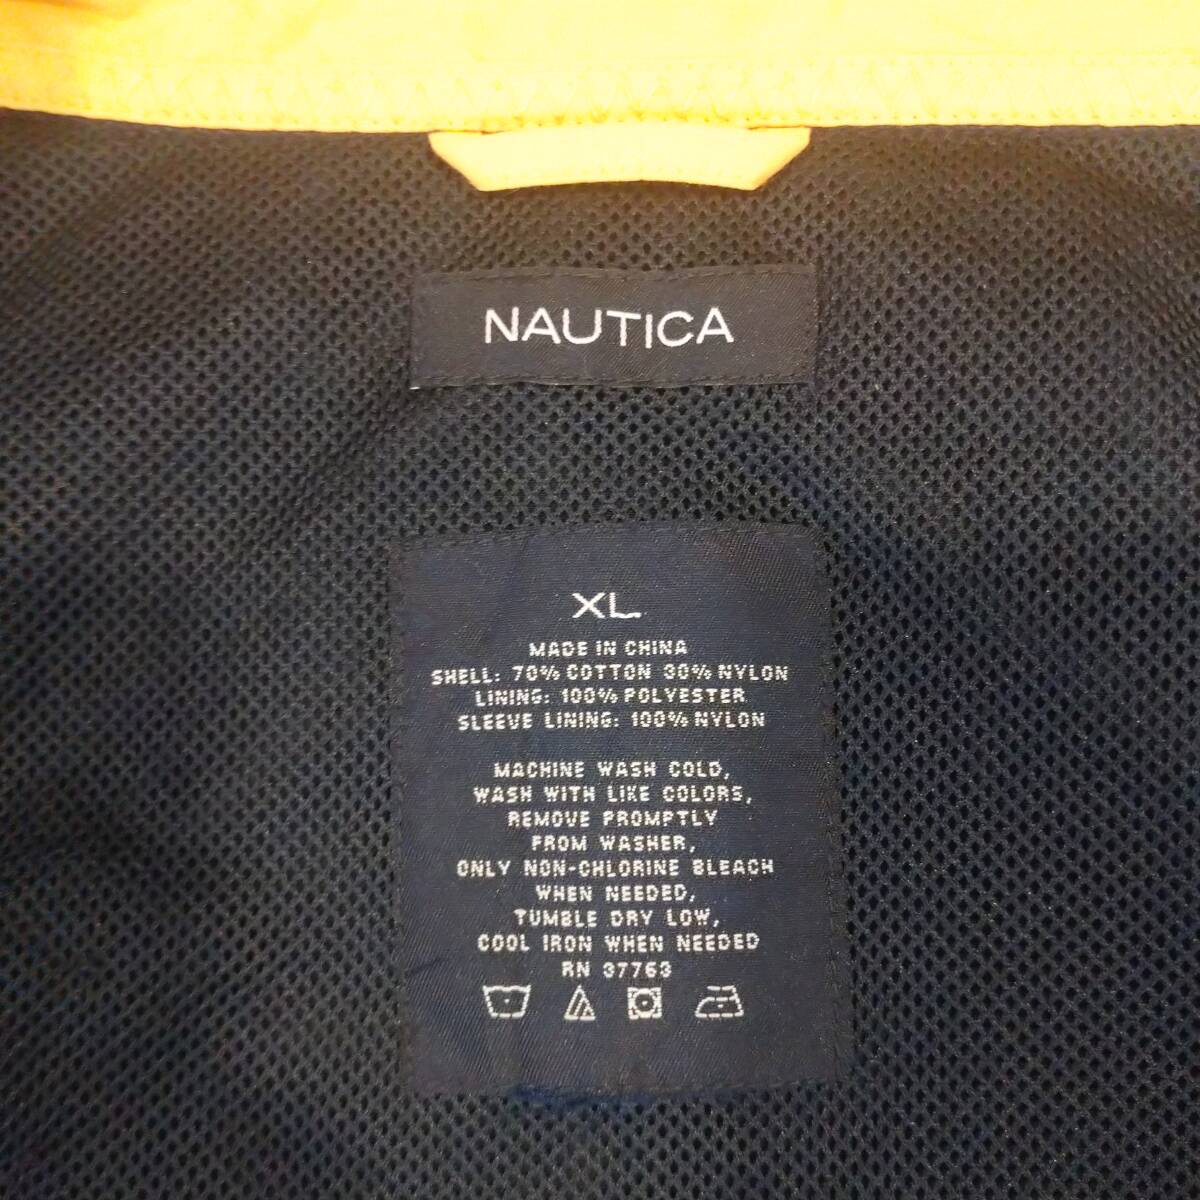 NAUTICA
XL
MADE IN CHINA
SHELL: 70% COTTON 30% NYLON
LINING: 100% POLYESTER
SLEEVE LINING: 100% NYLON
MACHINE WASH COLD,
WASH WITH LIKE COLORS,
REMOVE PROMPTLY
FROM WASHER,
ONLY NON-CHLORINE BLEACH
WHEN NEEDED,
TUMBLE DRY LOW,
COOL IRON WHEN NEEDED
RN 37763